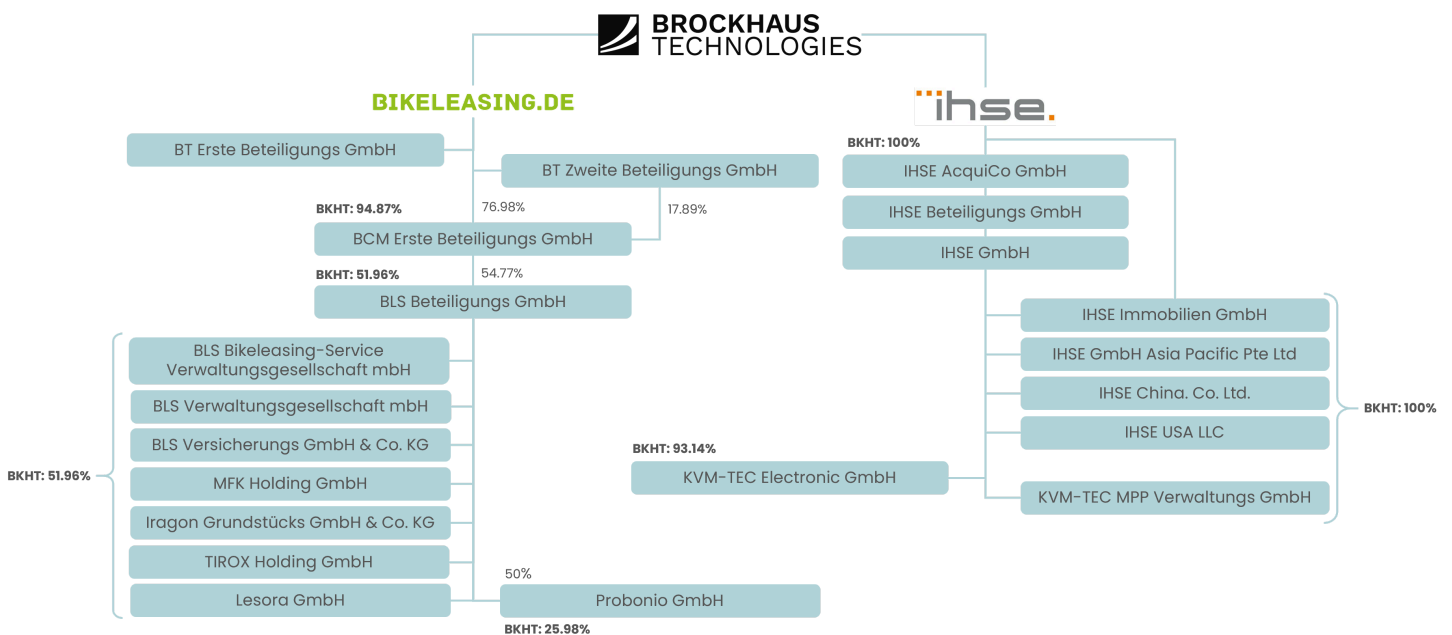 BROCKHAUS
TECHNOLOGIES
BIKELEASING.DE
BT Erste Beteiligungs GmbH
BT Zweite Beteiligungs GmbH
BKHT: 94.87%
76.98%
17.89%
BCM Erste Beteiligungs GmbH
BKHT: 51.96%
54.77%
BLS Beteiligungs GmbH
BKHT: 51.96%
BLS Bikeleasing-Service
Verwaltungsgesellschaft mbH
BLS Verwaltungsgesellschaft mbH
BLS Versicherungs GmbH & Co. KG
MFK Holding GmbH
Iragon Grundstücks GmbH & Co. KG
TIROX Holding GmbH
Lesora GmbH
50%
Probonio GmbH
BKHT: 25.98%
ihse.
BKHT: 100%
IHSE AcquiCo GmbH
IHSE Beteiligungs GmbH
IHSE GmbH
IHSE Immobilien GmbH
IHSE GmbH Asia Pacific Pte Ltd
IHSE China. Co. Ltd.
IHSE USA LLC
BKHT: 93.14%
KVM-TEC Electronic GmbH
KVM-TEC MPP Verwaltungs GmbH
BKHT: 100%